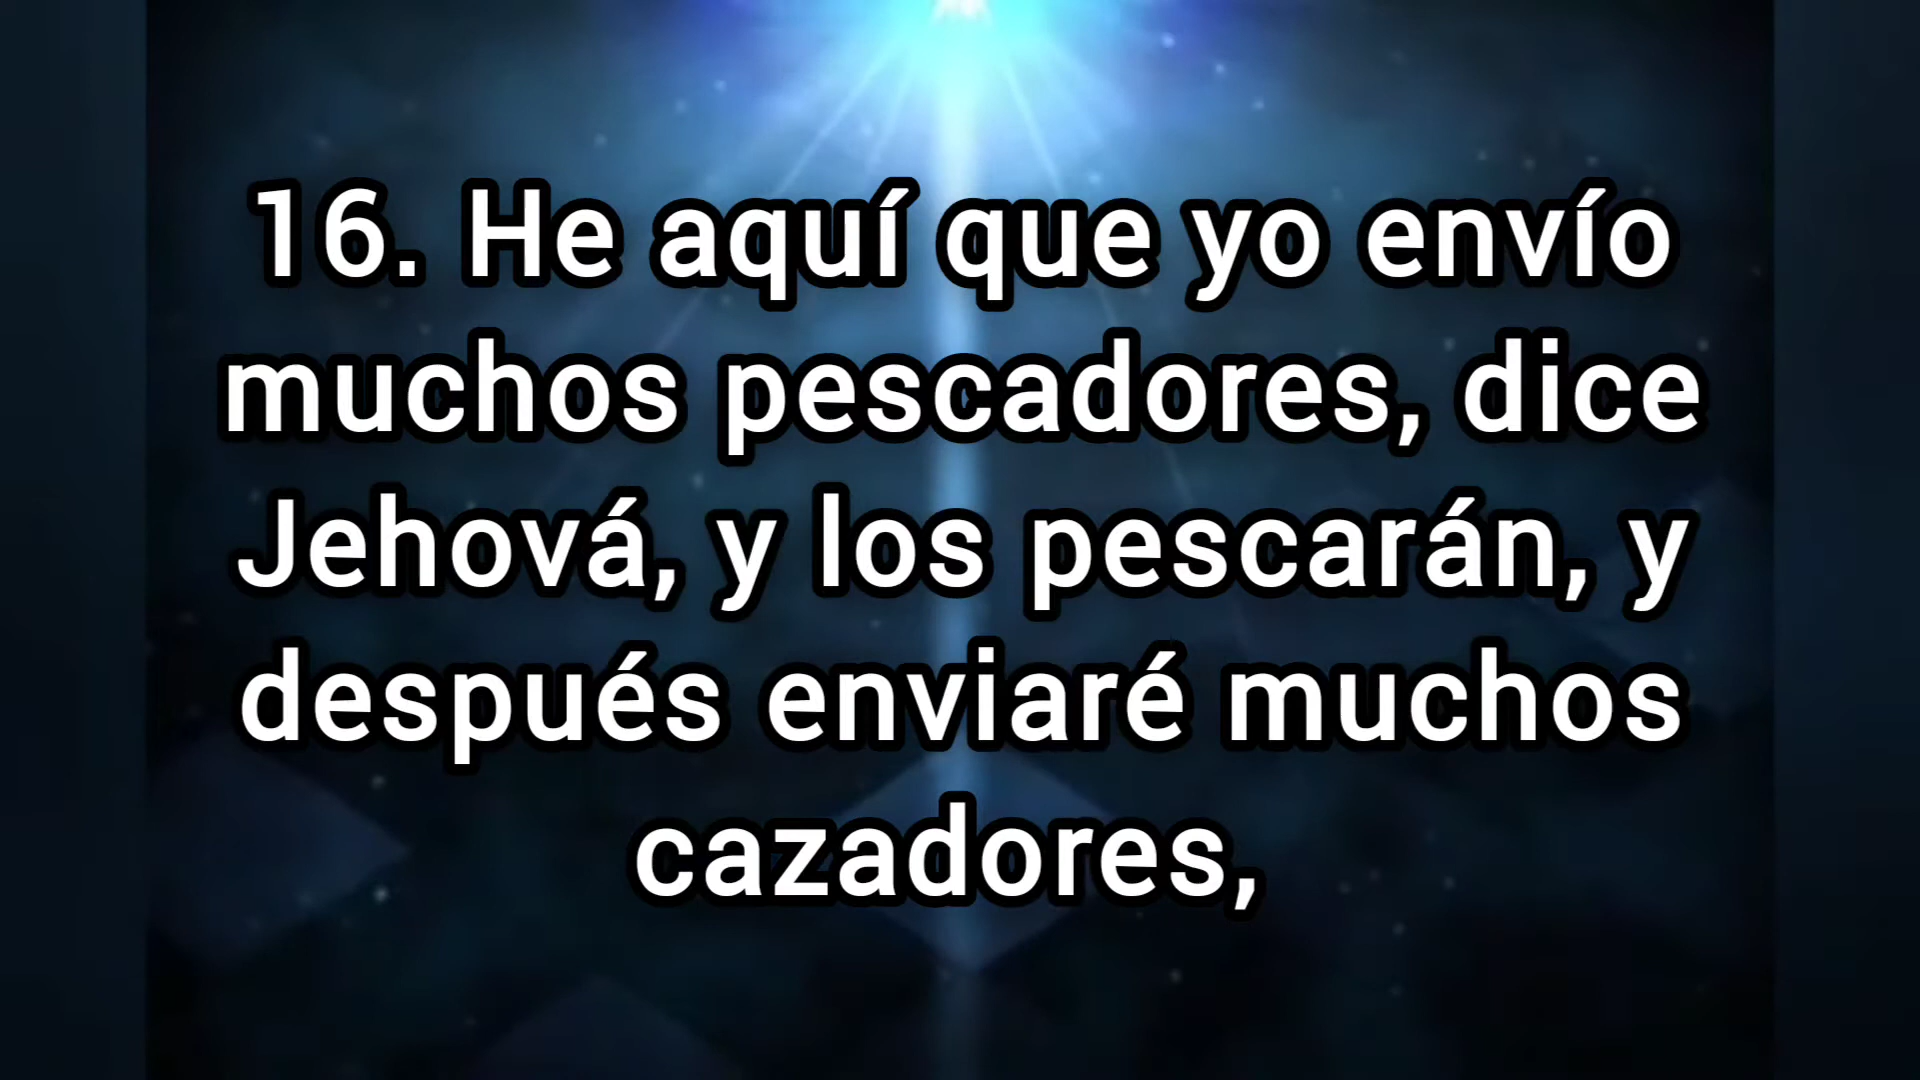 16. He aquí que yo envío
muchos pescadores, dice
Jehová, y los pescarán, y
después enviaré muchos
cazadores,